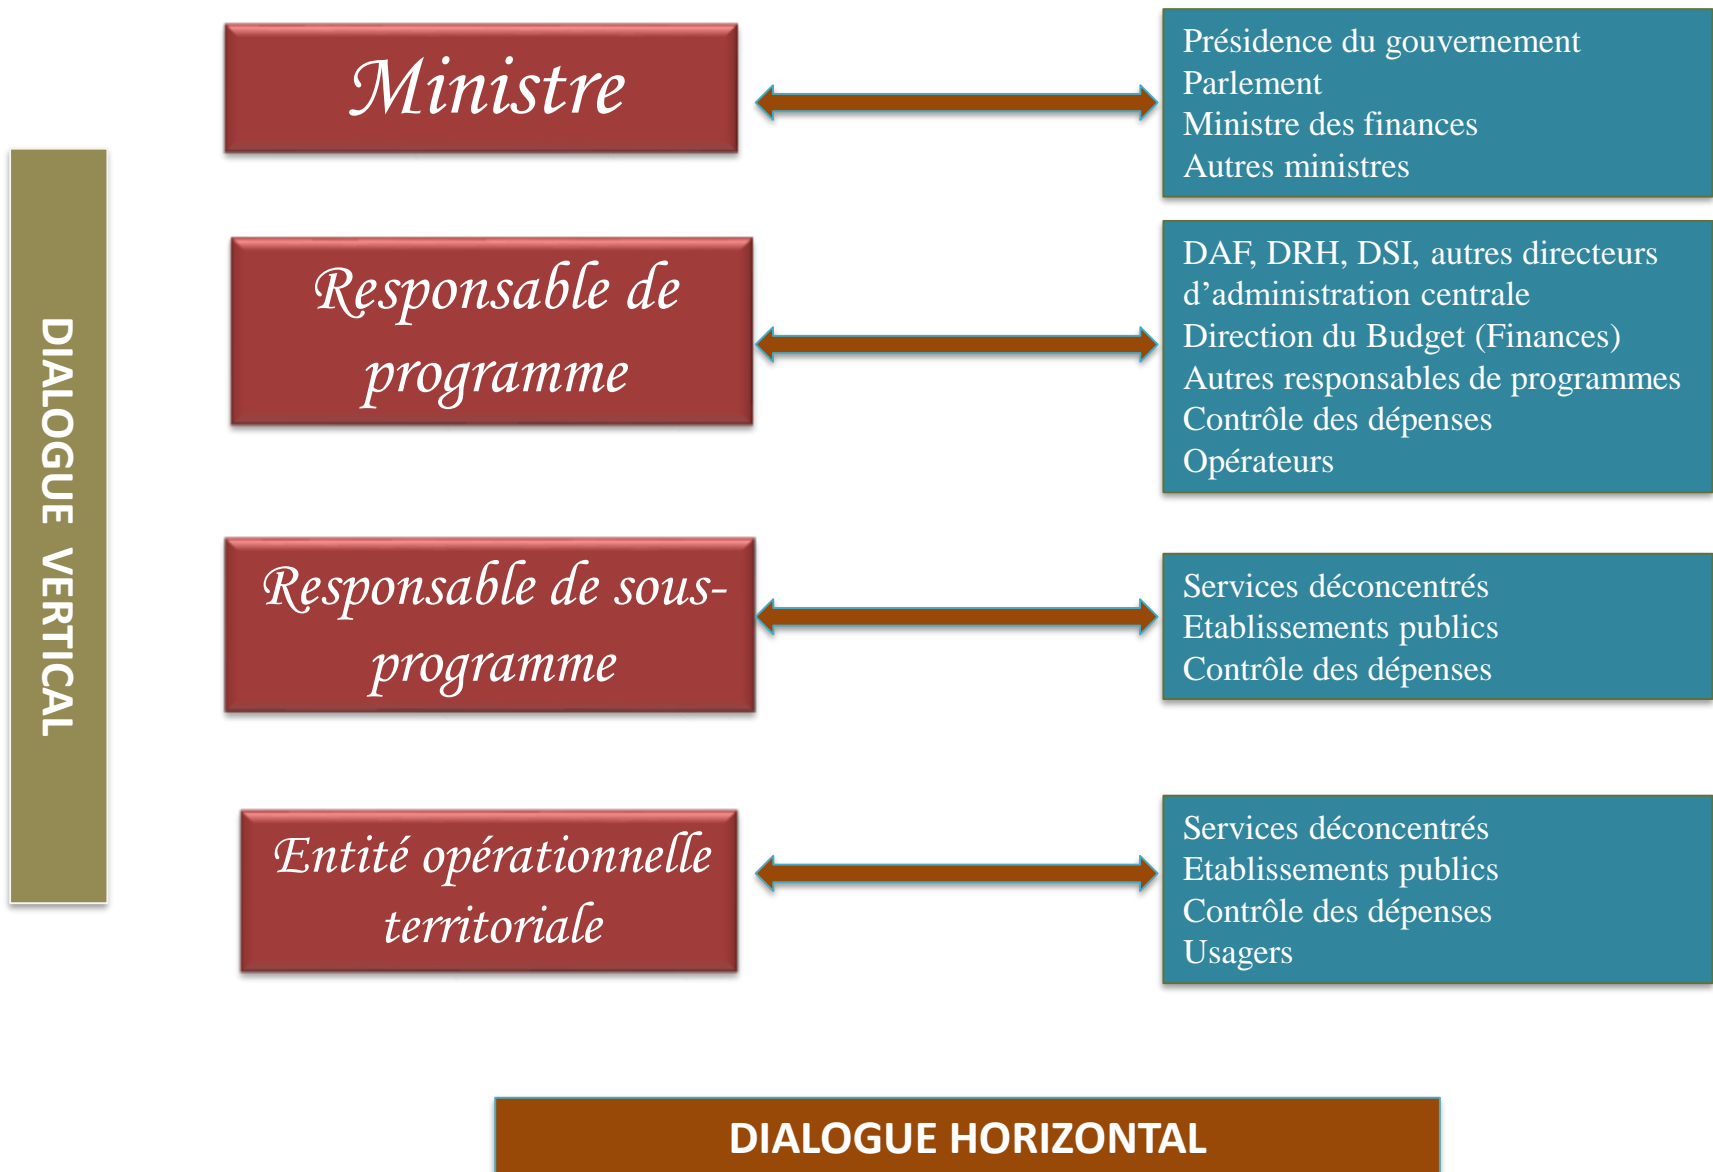 Ministre
Présidence du gouvernement
Parlement
Ministre des finances
Autres ministres
DIALOGUE VERTICAL
Responsable de
programme
DAF, DRH, DSI, autres directeurs
d’administration centrale
Direction du Budget (Finances)
Autres responsables de programmes
Contrôle des dépenses
Opérateurs
Responsable de sous-
programme
Services déconcentrés
Etablissements publics
Contrôle des dépenses
Entité opérationnelle
territoriale
Services déconcentrés
Etablissements publics
Contrôle des dépenses
Usagers
DIALOGUE HORIZONTAL